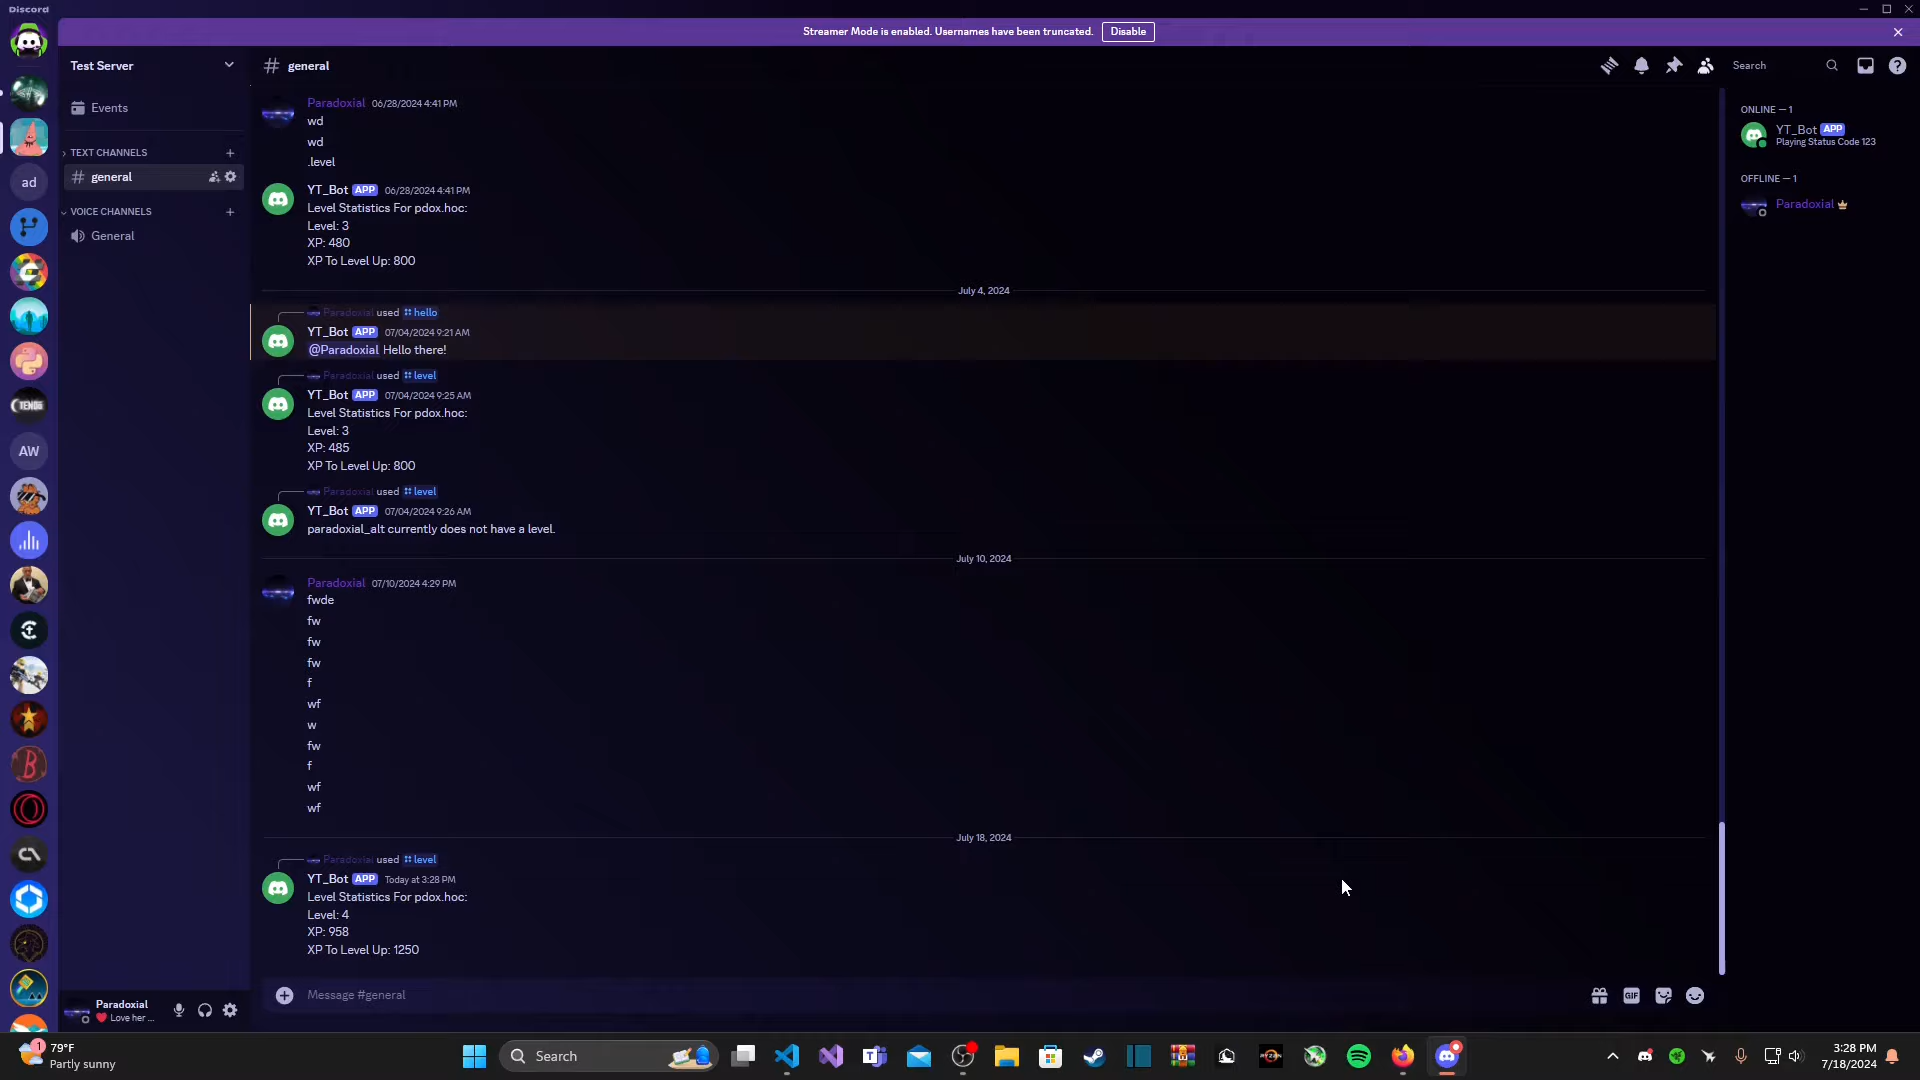 Discord
Streamer Mode is enabled. Usernames have been truncated.
Disable
Test Server
general
Search
Events
TEXT CHANNELS
general
VOICE CHANNELS
General
ad
AW
Paradoxial 06/28/2024 4:41 PM
wd
wd
.level
YT_Bot APP 06/28/2024 4:41 PM
Level Statistics For pdox.hoc:
Level: 3
XP: 480
XP To Level Up: 800
July 4, 2024
Paradoxial used hello
YT_Bot APP 07/04/2024 9:21 AM
@Paradoxial Hello there!
Paradoxial used level
YT_Bot APP 07/04/2024 9:25 AM
Level Statistics For pdox.hoc:
Level: 3
XP: 485
XP To Level Up: 800
Paradoxial used level
YT_Bot APP 07/04/2024 9:26 AM
paradoxial_alt currently does not have a level.
July 10, 2024
Paradoxial 07/10/2024 4:29 PM
fwde
fw
fw
fw
f
wf
w
fw
f
wf
wf
July 18, 2024
Paradoxial used level
YT_Bot APP Today at 3:28 PM
Level Statistics For pdox.hoc:
Level: 4
XP: 958
XP To Level Up: 1250
Message #general
GIF
ONLINE — 1
YT_Bot APP
Playing Status Code 123
OFFLINE — 1
Paradoxial
Paradoxial
Love her ...
1
79°F
Partly sunny
Search
RYZEN
3:28 PM
7/18/2024